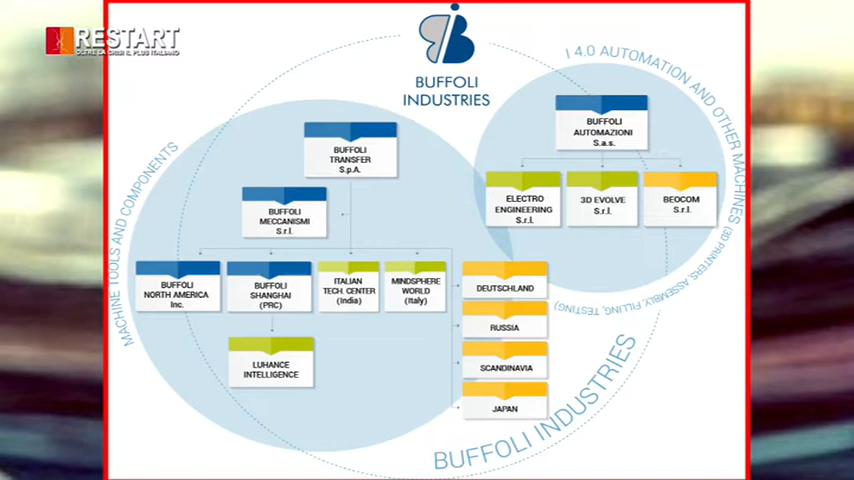 RESTART
OLTRE LA CRISI IL PLUS ITALIANO
BUFFOLI
INDUSTRIES
I 4.0 AUTOMATION AND OTHER MACHINES (3D PRINTERS, ASSEMBLY, FILLING, TESTING)
MACHINE TOOLS AND COMPONENTS
BUFFOLI
TRANSFER
S.p.A.
BUFFOLI
MECCANISMI
S.r.l.
BUFFOLI
NORTH AMERICA
Inc.
BUFFOLI
SHANGHAI
(PRC)
ITALIAN
TECH. CENTER
(India)
MINDSPHERE
WORLD
(Italy)
LUHANCE
INTELLIGENCE
DEUTSCHLAND
RUSSIA
SCANDINAVIA
JAPAN
BUFFOLI
AUTOMAZIONI
S.a.s.
ELECTRO
ENGINEERING
S.r.l.
3D EVOLVE
S.r.l.
BEOCOM
S.r.l.
BUFFOLI INDUSTRIES